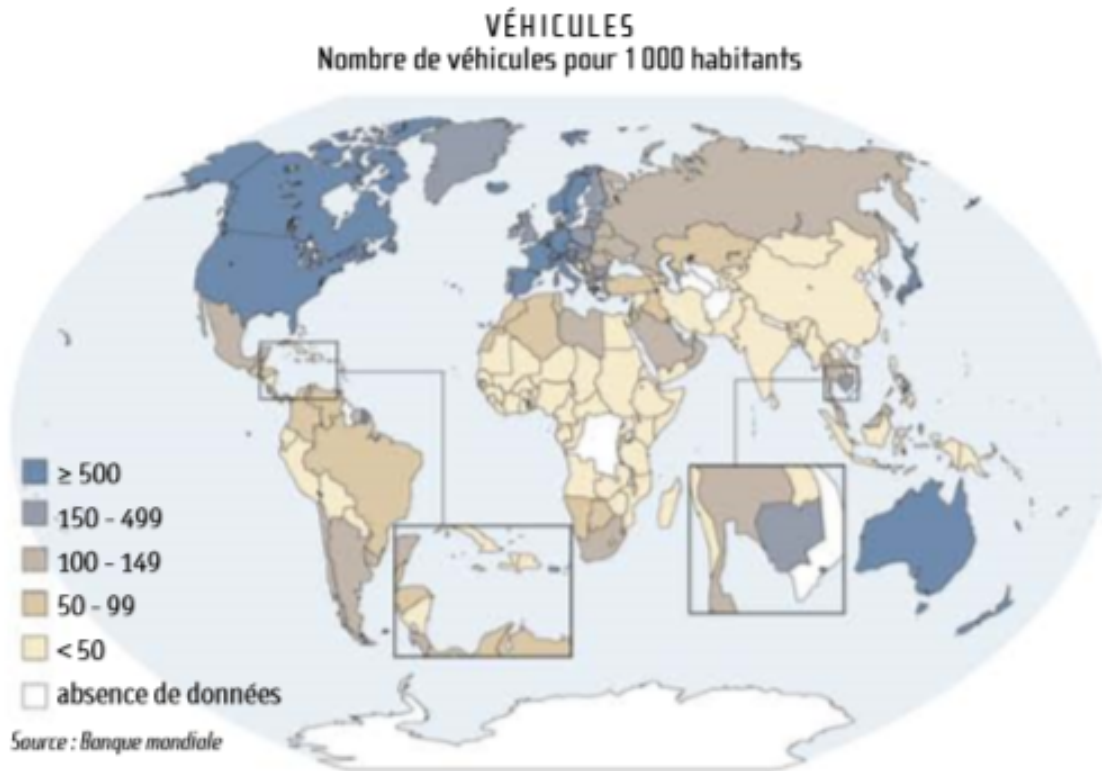 VÉHICULES
Nombre de véhicules pour 1 000 habitants
≥ 500
150 - 499
100 - 149
50 - 99
< 50
absence de données
Source : Banque mondiale